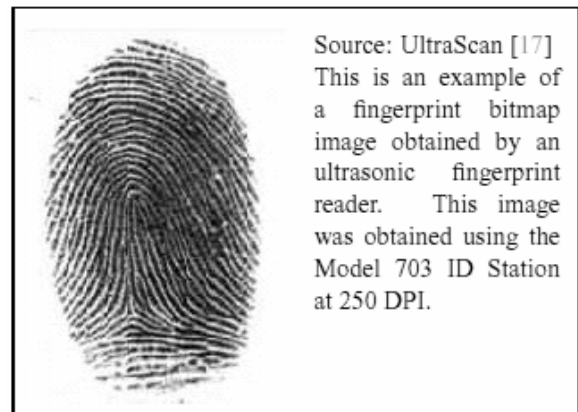 Source: UltraScan [17]
This is an example of
a fingerprint bitmap
image obtained by an
ultrasonic fingerprint
reader. This image
was obtained using the
Model 703 ID Station
at 250 DPI.